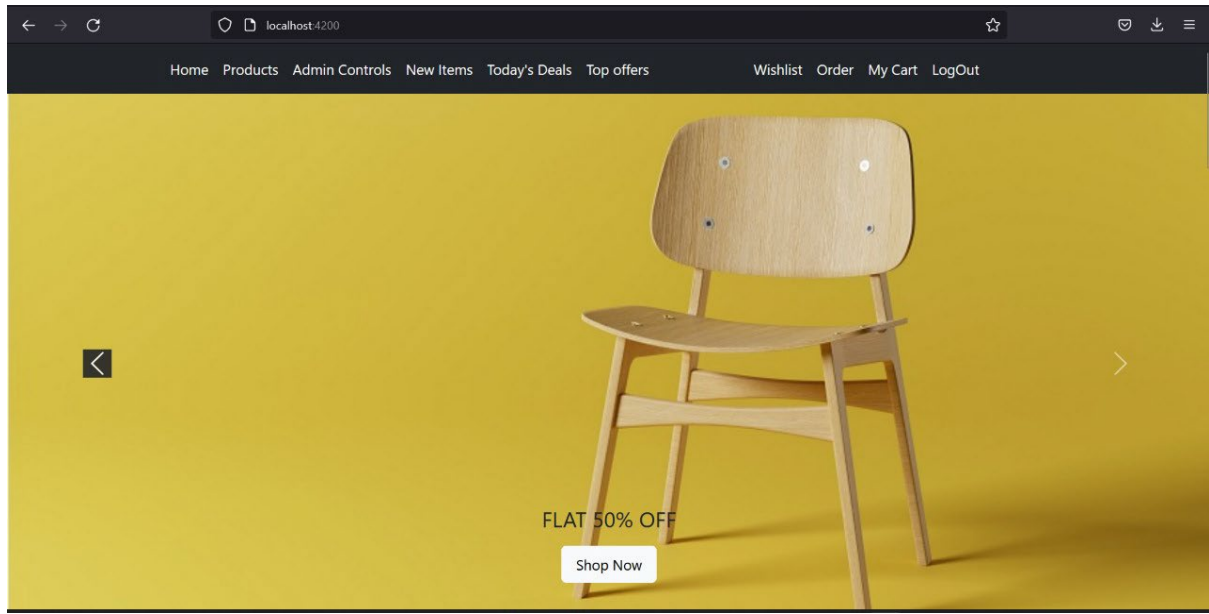 localhost:4200
Home Products Admin Controls New Items Today's Deals Top offers Wishlist Order My Cart LogOut
FLAT 50% OFF
Shop Now